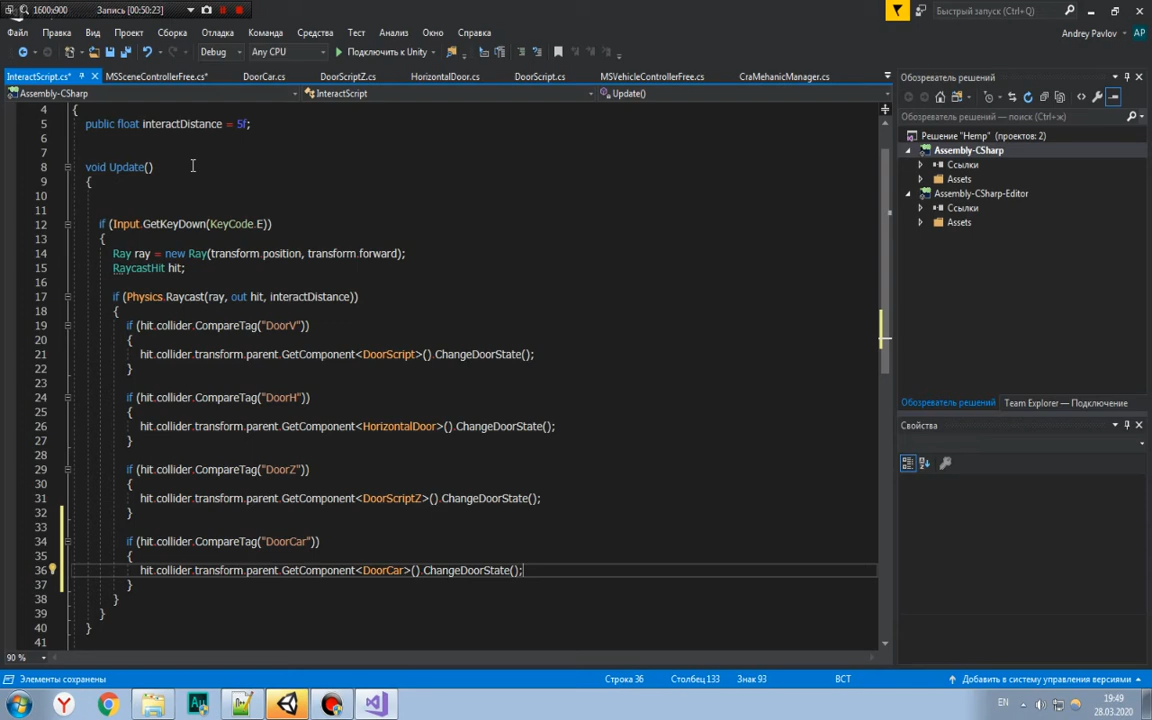 1600x900
Запись [00:50:23]
Быстрый запуск (Ctrl+Q)
Файл Правка Вид Проект Сборка Отладка Команда Средства Тест Анализ Окно Справка
Andrey Pavlov AP
Debug Any CPU Подключить к Unity
InteractScript.cs* MSSceneControllerFree.cs* DoorCar.cs DoorScriptZ.cs HorizontalDoor.cs DoorScript.cs MSVehicleControllerFree.cs CraMehanicManager.cs
Assembly-CSharp InteractScript Update()
4 {
5 public float interactDistance = 5f;
6
7
8 void Update()
9 {
10
11
12 if (Input.GetKeyDown(KeyCode.E))
13 {
14 Ray ray = new Ray(transform.position, transform.forward);
15 RaycastHit hit;
16
17 if (Physics.Raycast(ray, out hit, interactDistance))
18 {
19 if (hit.collider.CompareTag("DoorV"))
20 {
21 hit.collider.transform.parent.GetComponent<DoorScript>().ChangeDoorState();
22 }
23
24 if (hit.collider.CompareTag("DoorH"))
25 {
26 hit.collider.transform.parent.GetComponent<HorizontalDoor>().ChangeDoorState();
27 }
28
29 if (hit.collider.CompareTag("DoorZ"))
30 {
31 hit.collider.transform.parent.GetComponent<DoorScriptZ>().ChangeDoorState();
32 }
33
34 if (hit.collider.CompareTag("DoorCar"))
35 {
36 hit.collider.transform.parent.GetComponent<DoorCar>().ChangeDoorState();
37 }
38 }
39 }
40 }
41
90 %
Обозреватель решений
Обозреватель решений — поиск (Ctrl+ж)
Решение "Hemp" (проектов: 2)
Assembly-CSharp
Ссылки
Assets
Assembly-CSharp-Editor
Ссылки
Assets
Обозреватель решений Team Explorer — Подключение
Свойства
Элементы сохранены Строка 36 Столбец 133 Знак 93 ВСТ Добавить в систему управления версиями
EN
19:49
28.03.2020